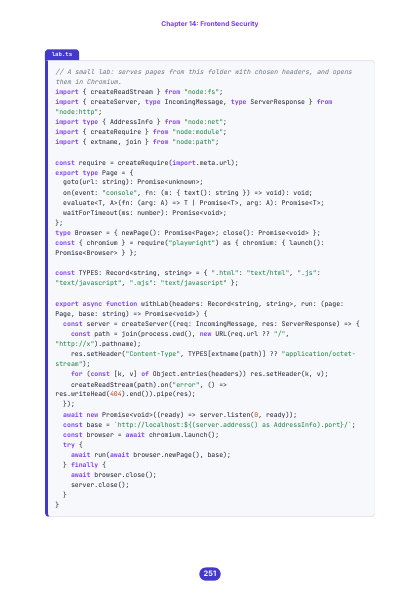 Chapter 14: Frontend Security
lab.ts
// A small lab: serves pages from this folder with chosen headers, and opens
them in Chromium.
import { createReadStream } from "node:fs";
import { createServer, type IncomingMessage, type ServerResponse } from
"node:http";
import type { AddressInfo } from "node:net";
import { createRequire } from "node:module";
import { extname, join } from "node:path";
const require = createRequire(import.meta.url);
export type Page = {
  goto(url: string): Promise<unknown>;
  on(event: "console", fn: (m: { text(): string }) => void): void;
  evaluate<T, A>(fn: (arg: A) => T | Promise<T>, arg: A): Promise<T>;
  waitForTimeout(ms: number): Promise<void>;
};
type Browser = { newPage(): Promise<Page>; close(): Promise<void> };
const { chromium } = require("playwright") as { chromium: { launch():
Promise<Browser> } };
const TYPES: Record<string, string> = { ".html": "text/html", ".js":
"text/javascript", ".mjs": "text/javascript" };
export async function withLab(headers: Record<string, string>, run: (page:
Page, base: string) => Promise<void>) {
  const server = createServer((req: IncomingMessage, res: ServerResponse) => {
    const path = join(process.cwd(), new URL(req.url ?? "/",
"http://x").pathname);
    res.setHeader("Content-Type", TYPES[extname(path)] ?? "application/octet-
stream");
    for (const [k, v] of Object.entries(headers)) res.setHeader(k, v);
    createReadStream(path).on("error", () =>
res.writeHead(404).end()).pipe(res);
  });
  await new Promise<void>((ready) => server.listen(0, ready));
  const base = `http://localhost:${(server.address() as AddressInfo).port}/`;
  const browser = await chromium.launch();
  try {
    await run(await browser.newPage(), base);
  } finally {
    await browser.close();
    server.close();
  }
}
251